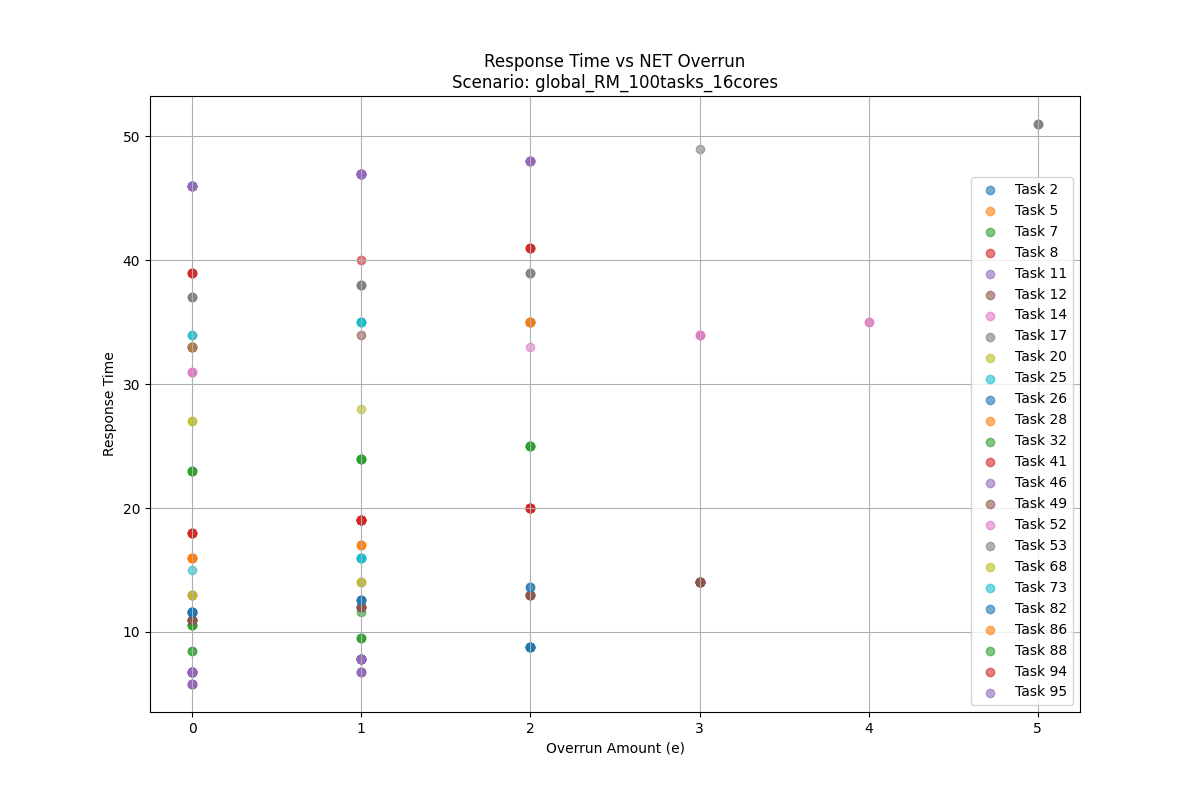 Response Time vs NET Overrun
Scenario: global_RM_100tasks_16cores
Response Time
50
40
30
20
10
0 1 2 3 4 5
Overrun Amount (e)
Task 2
Task 5
Task 7
Task 8
Task 11
Task 12
Task 14
Task 17
Task 20
Task 25
Task 26
Task 28
Task 32
Task 41
Task 46
Task 49
Task 52
Task 53
Task 68
Task 73
Task 82
Task 86
Task 88
Task 94
Task 95